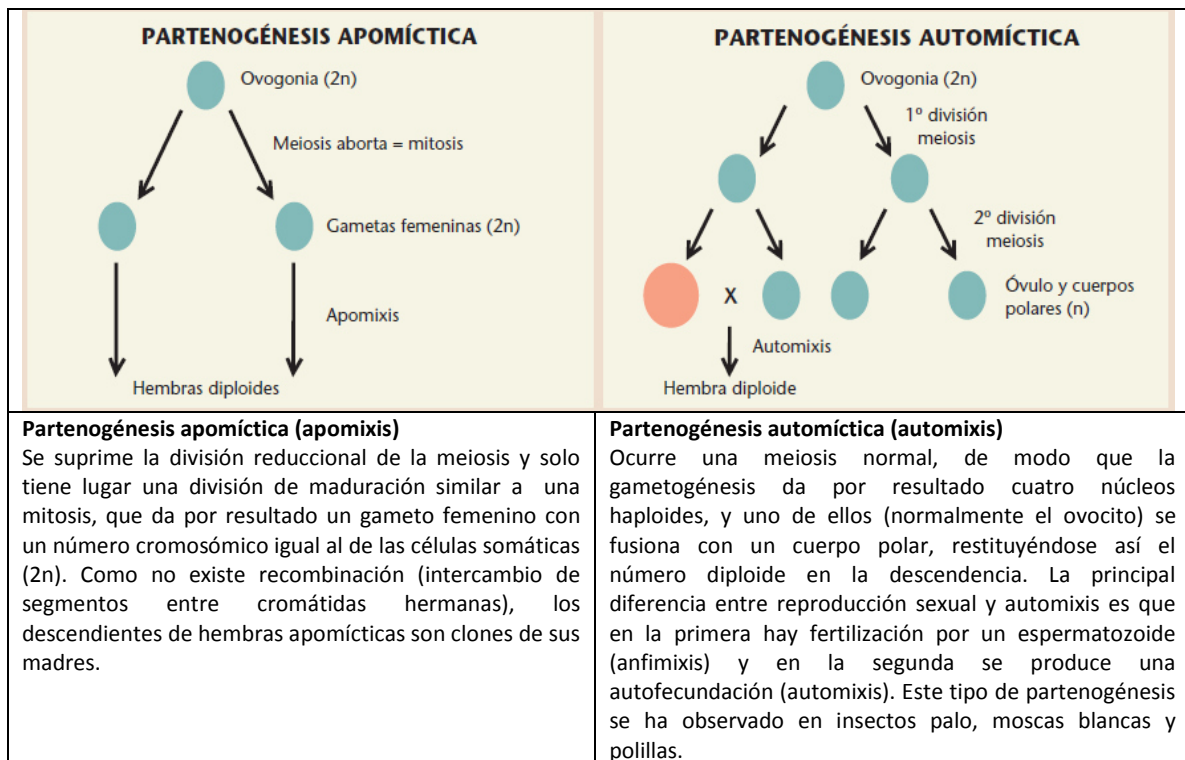 PARTENOGÉNESIS APOMÍCTICA
Ovogonia (2n)
Meiosis aborta = mitosis
Gametas femeninas (2n)
Apomixis
Hembras diploides
PARTENOGÉNESIS AUTOMÍCTICA
Ovogonia (2n)
1º división
meiosis
2º división
meiosis
X
Óvulo y cuerpos
polares (n)
Automixis
Hembra diploide
Partenogénesis apomíctica (apomixis)
Se suprime la división reduccional de la meiosis y solo
tiene lugar una división de maduración similar a una
mitosis, que da por resultado un gameto femenino con
un número cromosómico igual al de las células somáticas
(2n). Como no existe recombinación (intercambio de
segmentos entre cromátidas hermanas), los
descendientes de hembras apomícticas son clones de sus
madres.
Partenogénesis automíctica (automixis)
Ocurre una meiosis normal, de modo que la
gametogénesis da por resultado cuatro núcleos
haploides, y uno de ellos (normalmente el ovocito) se
fusiona con un cuerpo polar, restituyéndose así el
número diploide en la descendencia. La principal
diferencia entre reproducción sexual y automixis es que
en la primera hay fertilización por un espermatozoide
(anfimixis) y en la segunda se produce una
autofecundación (automixis). Este tipo de partenogénesis
se ha observado en insectos palo, moscas blancas y
polillas.